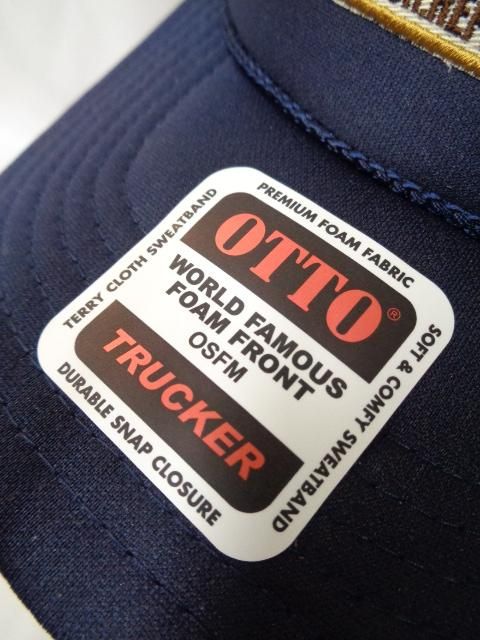 PREMIUM FOAM FABRIC
OTTO®
WORLD FAMOUS
FOAM FRONT
OSFM
TRUCKER
TERRY CLOTH SWEATBAND
SOFT & COMFY SWEATBAND
DURABLE SNAP CLOSURE